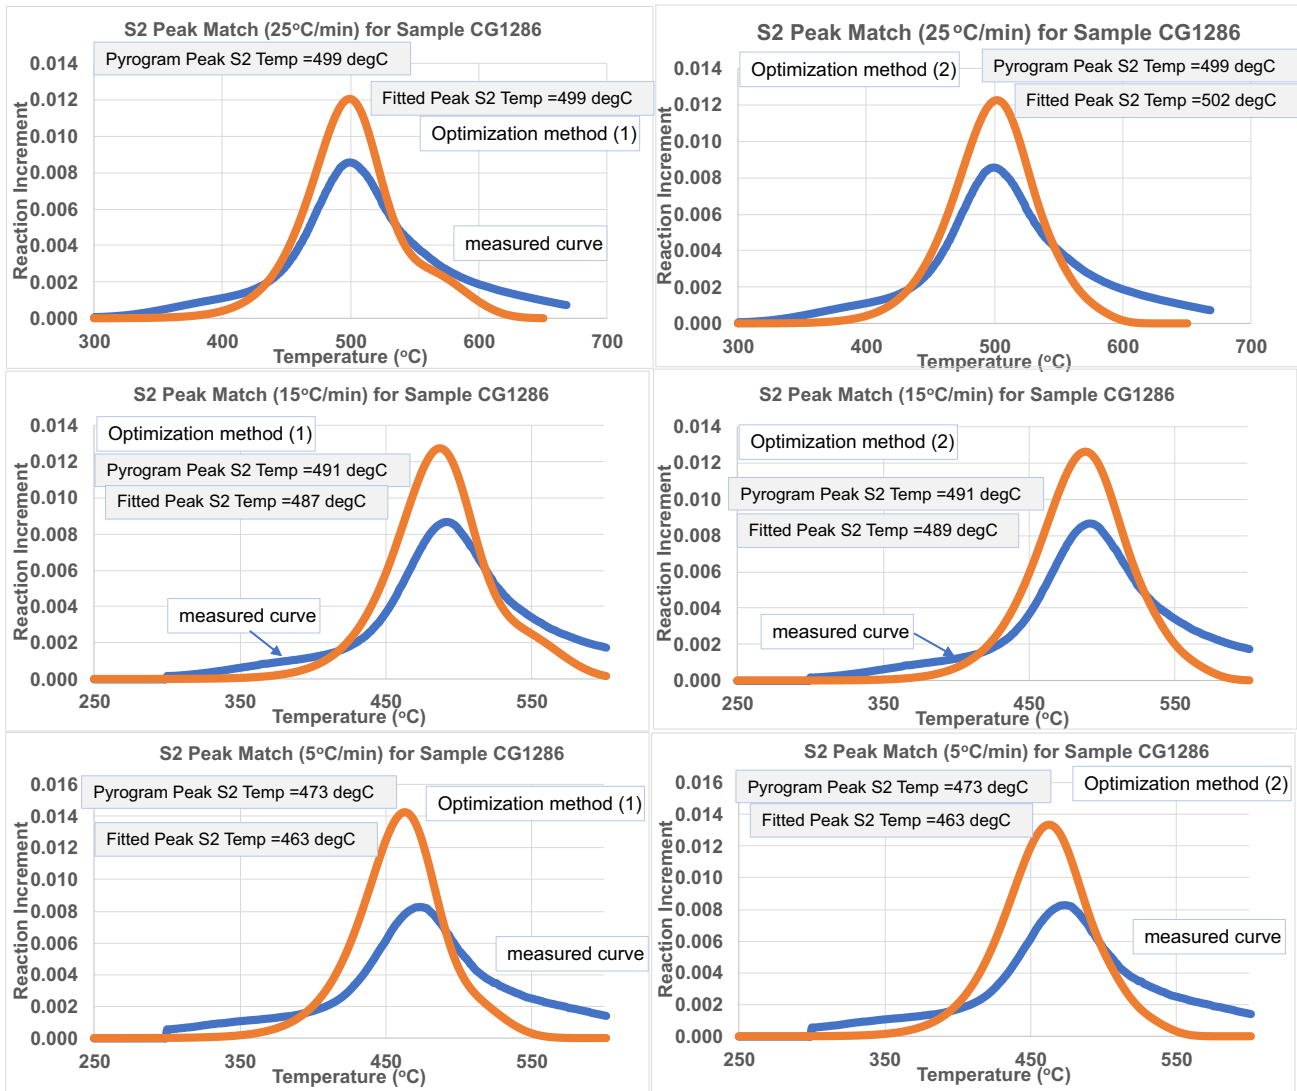 S2 Peak Match (25°C/min) for Sample CG1286
Pyrogram Peak S2 Temp =499 degC
Fitted Peak S2 Temp =499 degC
Optimization method (1)
measured curve
Reaction Increment
0.014
0.012
0.010
0.008
0.006
0.004
0.002
0.000
300
400
500
600
700
Temperature (°C)
S2 Peak Match (25°C/min) for Sample CG1286
Optimization method (2)
Pyrogram Peak S2 Temp =499 degC
Fitted Peak S2 Temp =502 degC
Reaction Increment
0.014
0.012
0.010
0.008
0.006
0.004
0.002
0.000
300
400
500
600
700
Temperature (°C)
S2 Peak Match (15°C/min) for Sample CG1286
Optimization method (1)
Pyrogram Peak S2 Temp =491 degC
Fitted Peak S2 Temp =487 degC
measured curve
Reaction Increment
0.014
0.012
0.010
0.008
0.006
0.004
0.002
0.000
250
350
450
550
Temperature (°C)
S2 Peak Match (15°C/min) for Sample CG1286
Optimization method (2)
Pyrogram Peak S2 Temp =491 degC
Fitted Peak S2 Temp =489 degC
measured curve
Reaction Increment
0.014
0.012
0.010
0.008
0.006
0.004
0.002
0.000
250
350
450
550
Temperature (°C)
S2 Peak Match (5°C/min) for Sample CG1286
Pyrogram Peak S2 Temp =473 degC
Optimization method (1)
Fitted Peak S2 Temp =463 degC
measured curve
Reaction Increment
0.016
0.014
0.012
0.010
0.008
0.006
0.004
0.002
0.000
250
350
450
550
Temperature (°C)
S2 Peak Match (5°C/min) for Sample CG1286
Pyrogram Peak S2 Temp =473 degC
Optimization method (2)
Fitted Peak S2 Temp =463 degC
measured curve
Reaction Increment
0.016
0.014
0.012
0.010
0.008
0.006
0.004
0.002
0.000
250
350
450
550
Temperature (°C)